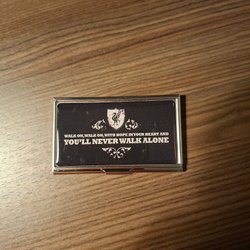 WALK ON, WALK ON, WITH HOPE IN YOUR HEART AND
YOU'LL NEVER WALK ALONE